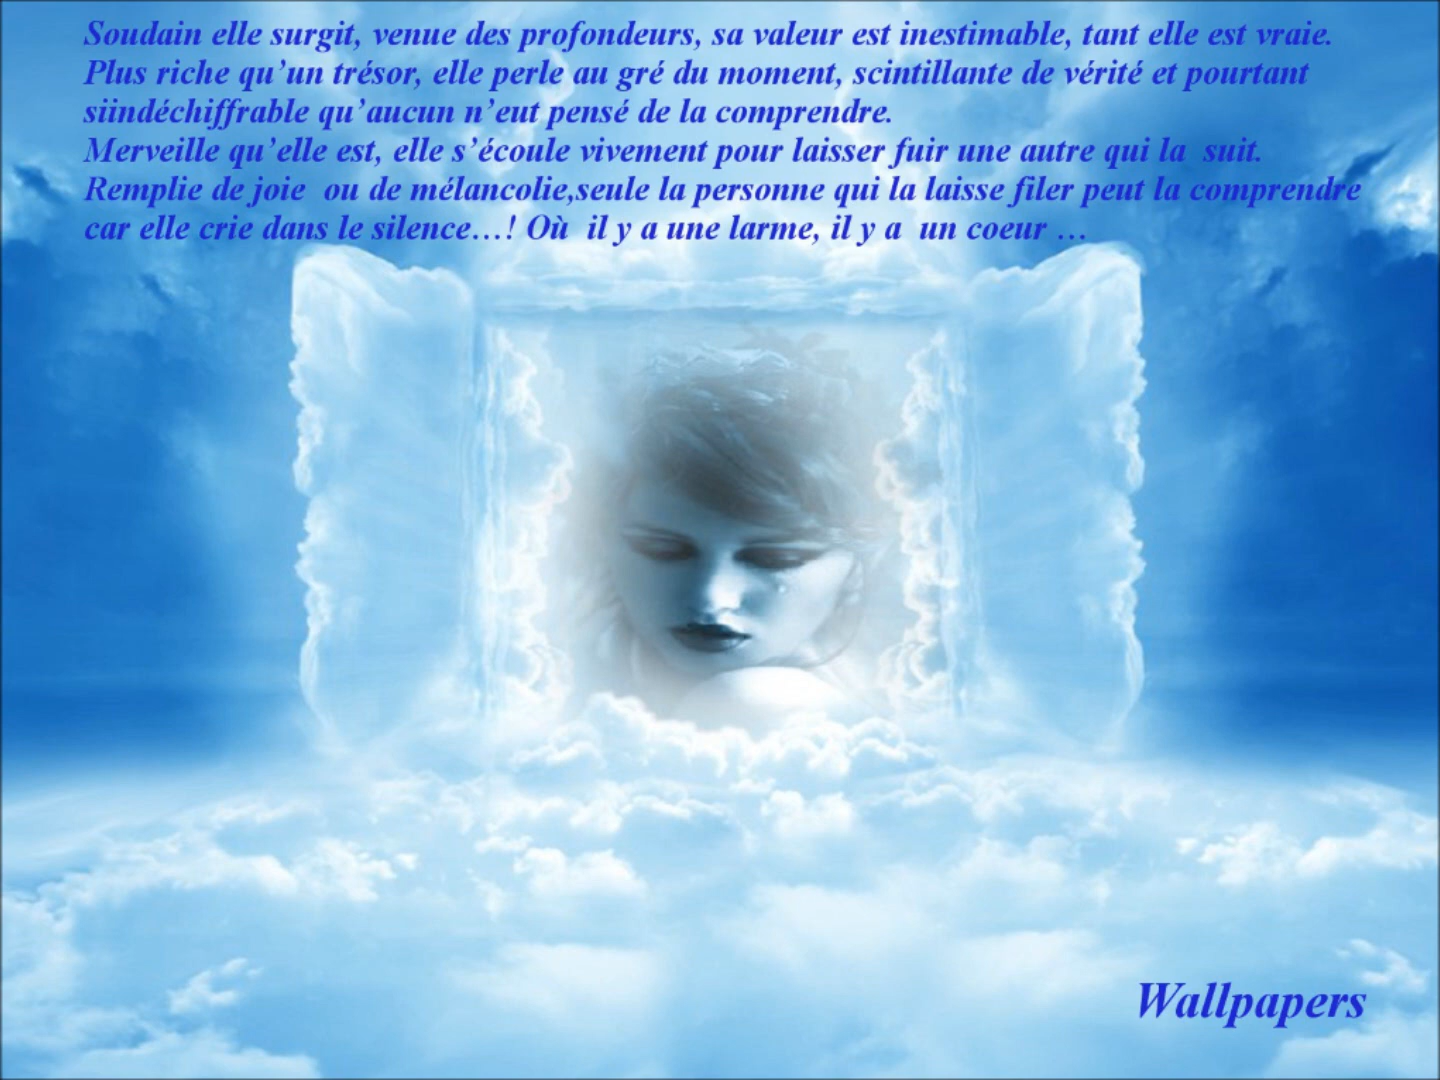 Soudain elle surgit, venue des profondeurs, sa valeur est inestimable, tant elle est vraie.
Plus riche qu’un trésor, elle perle au gré du moment, scintillante de vérité et pourtant
siindéchiffrable qu’aucun n’eut pensé de la comprendre.
Merveille qu’elle est, elle s’écoule vivement pour laisser fuir une autre qui la  suit.
Remplie de joie  ou de mélancolie,seule la personne qui la laisse filer peut la comprendre
car elle crie dans le silence…! Où  il y a une larme, il y a  un coeur …
Wallpapers